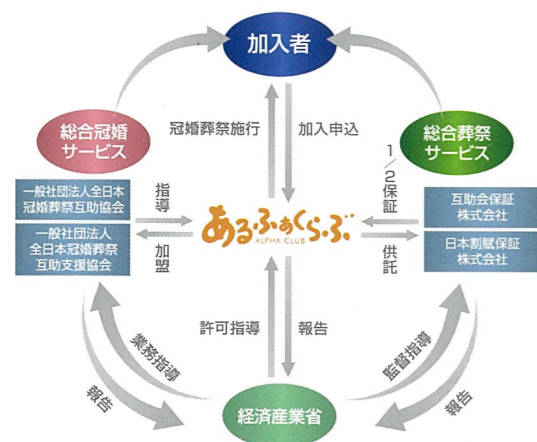 加入者
総合冠婚
サービス
総合葬祭
サービス
冠婚葬祭施行
加入申込
1/2保証
一般社団法人全日本
冠婚葬祭互助協会
一般社団法人
全日本冠婚葬祭
互助支援協会
指導
加盟
あるふぁくらぶ
ALPHA CLUB
供託
互助会保証
株式会社
日本割賦保証
株式会社
許可指導
報告
業務指導
報告
監督指導
報告
経済産業省